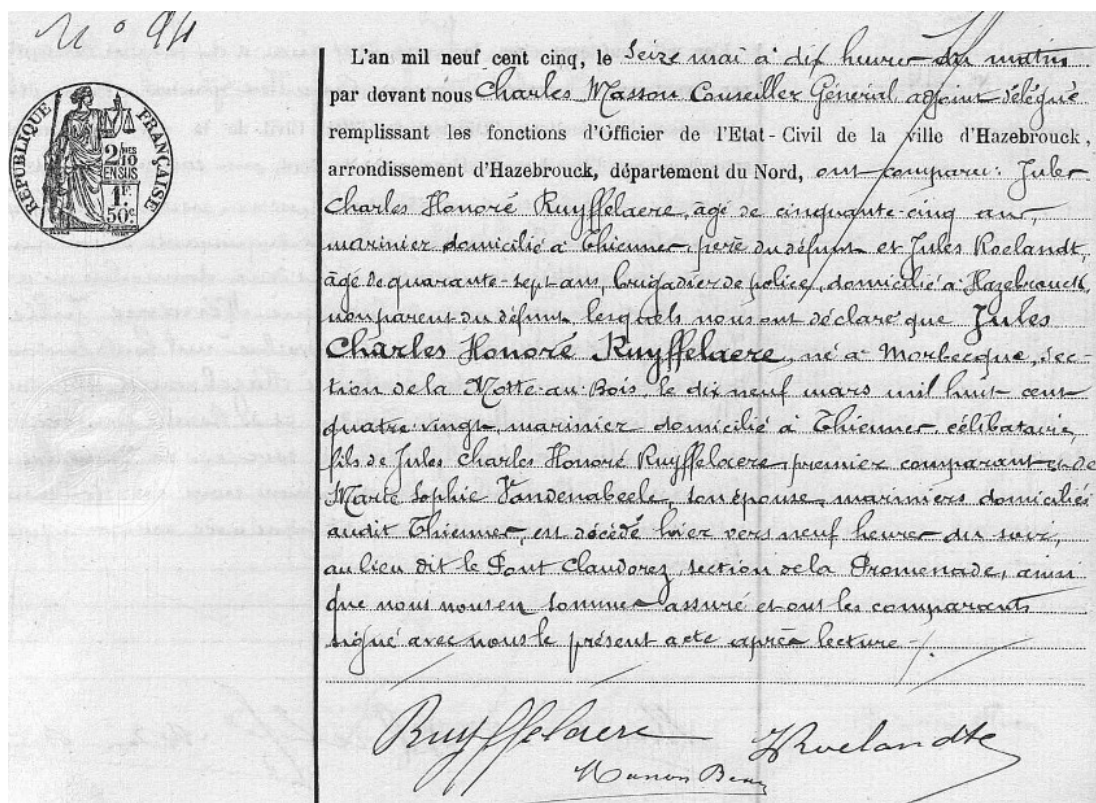 N° 94
RÉPUBLIQUE FRANÇAISE
2/10 MES
EN SUS
1F.
50c.
L'an mil neuf cent cinq, le seize mai à dix heures du matin
par devant nous Charles Masson Conseiller Général adjoint délégué
remplissant les fonctions d'Officier de l'Etat-Civil de la ville d'Hazebrouck,
arrondissement d'Hazebrouck, département du Nord, ont comparu : Jules
Charles Honoré Ruyffelaere, âgé de cinquante-cinq ans,
marinier domicilié à Thiennes, père du défunt et Jules Roelandt,
âgé de quarante-sept ans, brigadier de police, domicilié à Hazebrouck,
non parent du défunt, lesquels nous ont déclaré que Jules
Charles Honoré Ruyffelaere, né à Morbecque, sec-
tion de la Motte-au-Bois, le dix neuf mars mil huit cent
quatre-vingt, marinier domicilié à Thiennes, célibataire,
fils de Jules Charles Honoré Ruyffelaere premier comparant et de
Marie Sophie Vandenabeele, son épouse, mariniers domiciliés
audit Thiennes, est décédé hier vers neuf heures du soir,
au lieu dit le Pont Claudorez, section de la Promenade, ainsi
que nous nous en sommes assuré et ont les comparants
signé avec nous le présent acte après lecture ./.
Ruyffelaere
JRoelandt
Masson Beau